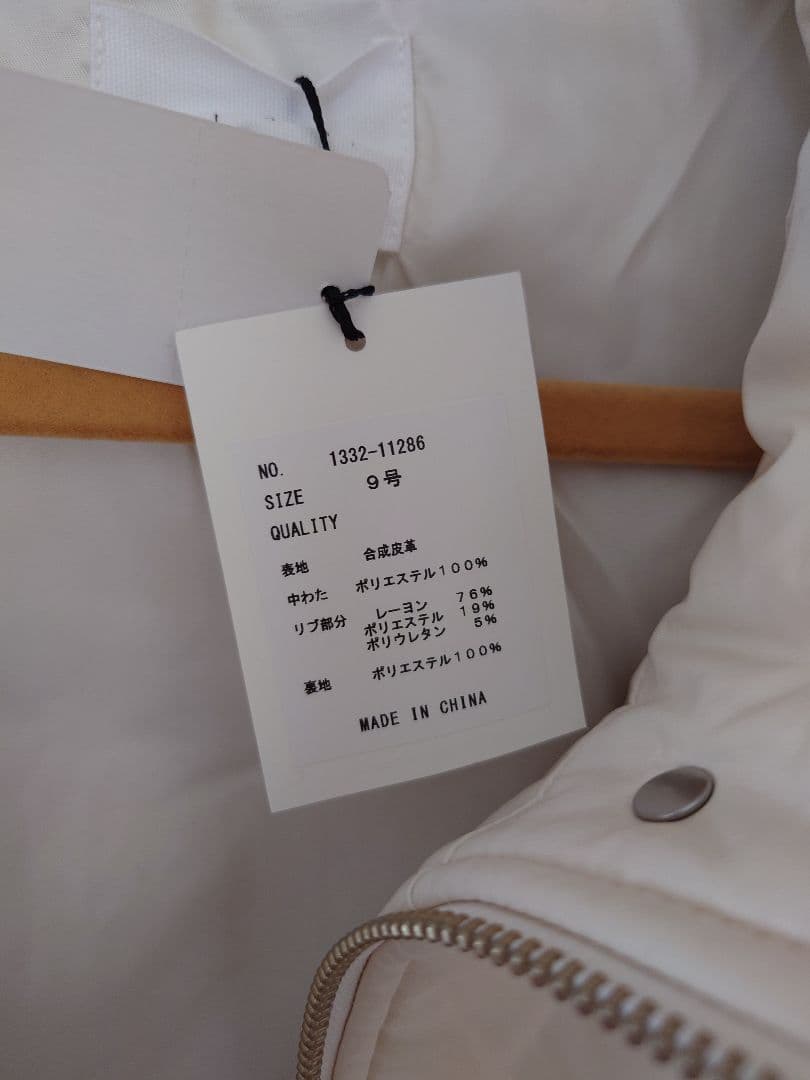 NO. 1332-11286
SIZE 9号
QUALITY
表地 合成皮革
中わた ポリエステル100%
リブ部分 レーヨン 76%
ポリエステル 19%
ポリウレタン 5%
裏地 ポリエステル100%
MADE IN CHINA